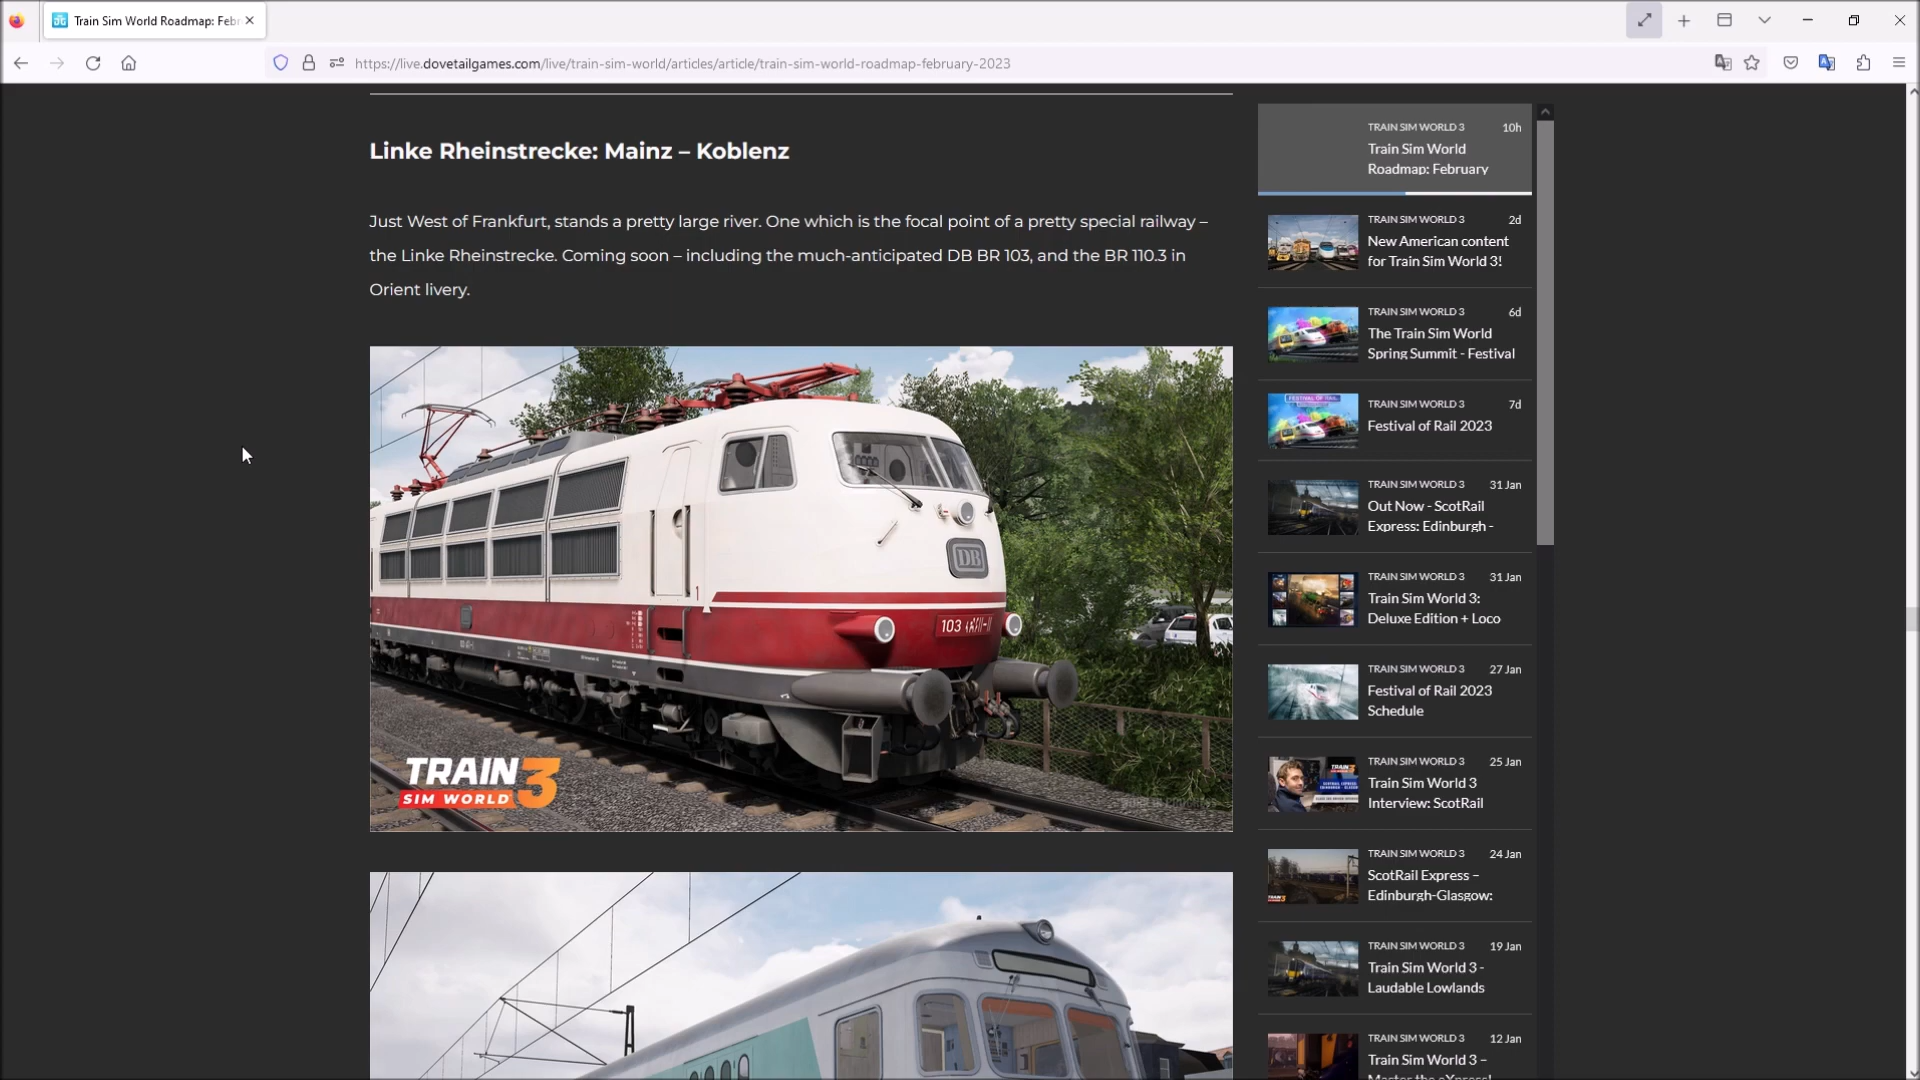 Train Sim World Roadmap: Feb
https://live.dovetailgames.com/live/train-sim-world/articles/article/train-sim-world-roadmap-february-2023
Linke Rheinstrecke: Mainz – Koblenz
Just West of Frankfurt, stands a pretty large river. One which is the focal point of a pretty special railway –
the Linke Rheinstrecke. Coming soon – including the much-anticipated DB BR 103, and the BR 110.3 in
Orient livery.
DB
1
103
TRAIN 3
SIM WORLD
TRAIN SIM WORLD 3 10h
Train Sim World
Roadmap: February
TRAIN SIM WORLD 3 2d
New American content
for Train Sim World 3!
TRAIN SIM WORLD 3 6d
The Train Sim World
Spring Summit - Festival
FESTIVAL OF RAIL
TRAIN SIM WORLD 3 7d
Festival of Rail 2023
TRAIN SIM WORLD 3 31 Jan
Out Now - ScotRail
Express: Edinburgh -
TRAIN SIM WORLD 3 31 Jan
Train Sim World 3:
Deluxe Edition + Loco
TRAIN SIM WORLD 3 27 Jan
Festival of Rail 2023
Schedule
TRAIN SIM WORLD 3 25 Jan
Train Sim World 3
Interview: ScotRail
TRAIN SIM WORLD 3 24 Jan
ScotRail Express –
Edinburgh-Glasgow:
TRAIN SIM WORLD 3 19 Jan
Train Sim World 3 -
Laudable Lowlands
TRAIN SIM WORLD 3 12 Jan
Train Sim World 3 –
Master the eXpress!